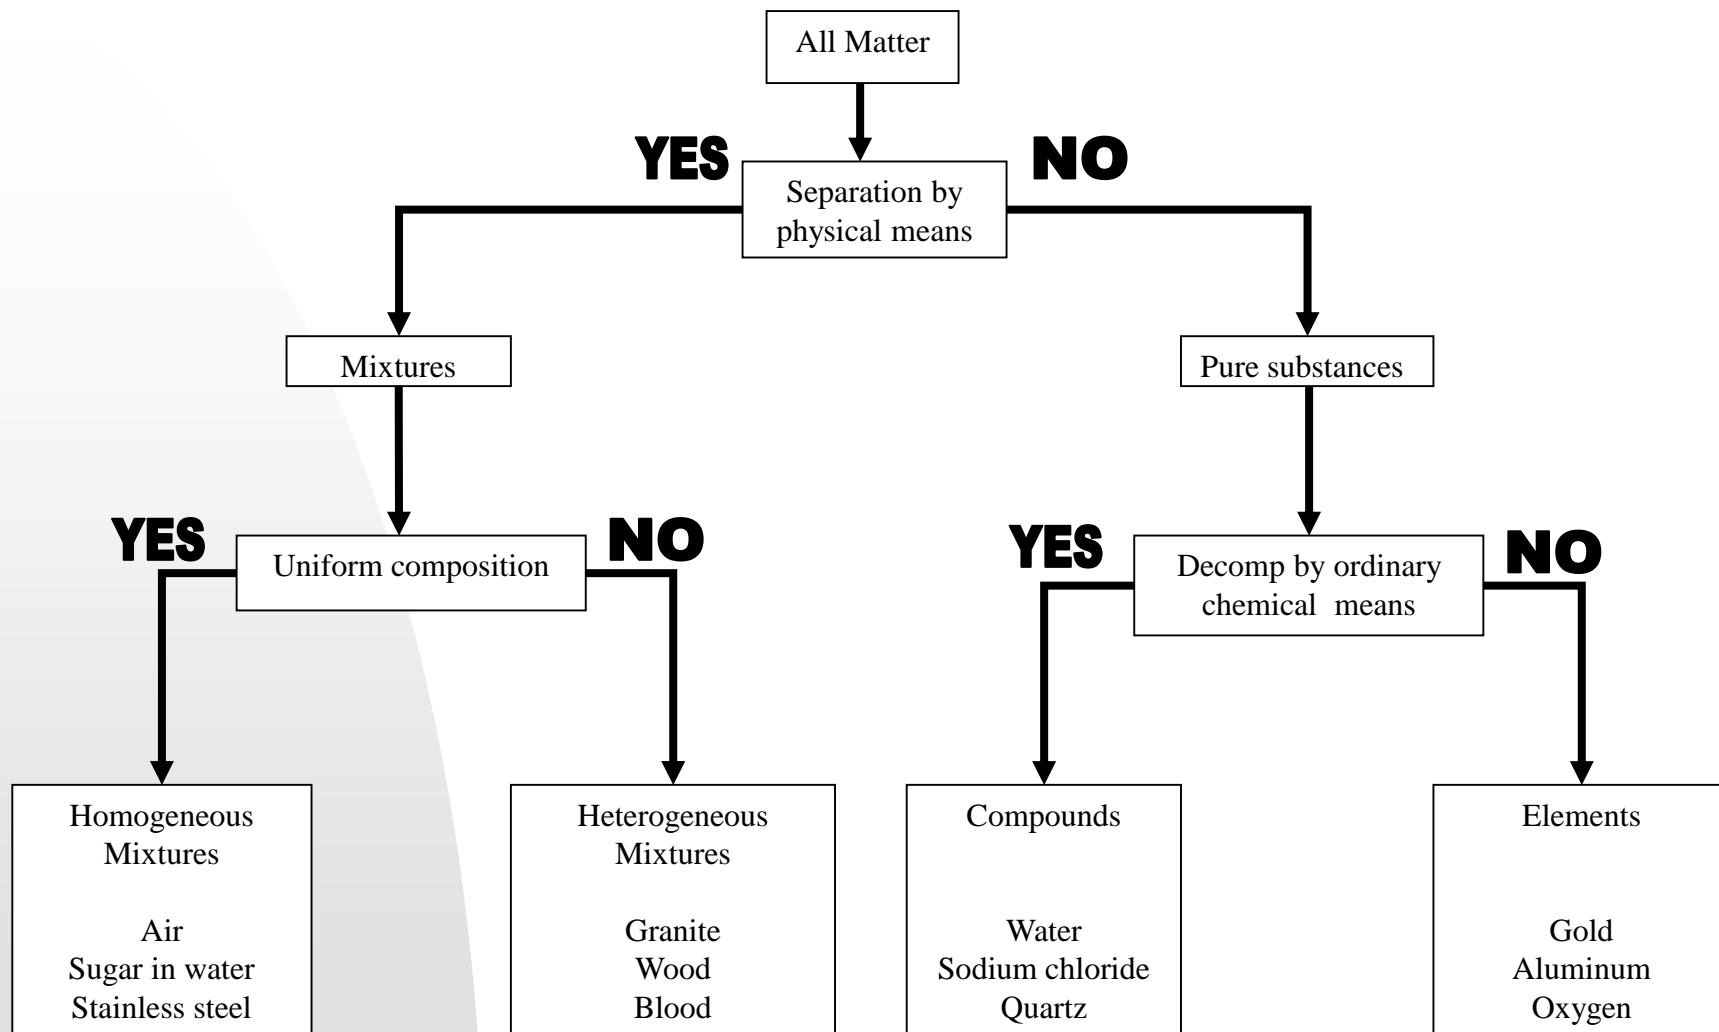 All Matter
YES
NO
Separation by
physical means
Mixtures
Pure substances
YES
NO
Uniform composition
YES
NO
Decomp by ordinary
chemical means
Homogeneous
Mixtures
Air
Sugar in water
Stainless steel
Heterogeneous
Mixtures
Granite
Wood
Blood
Compounds
Water
Sodium chloride
Quartz
Elements
Gold
Aluminum
Oxygen